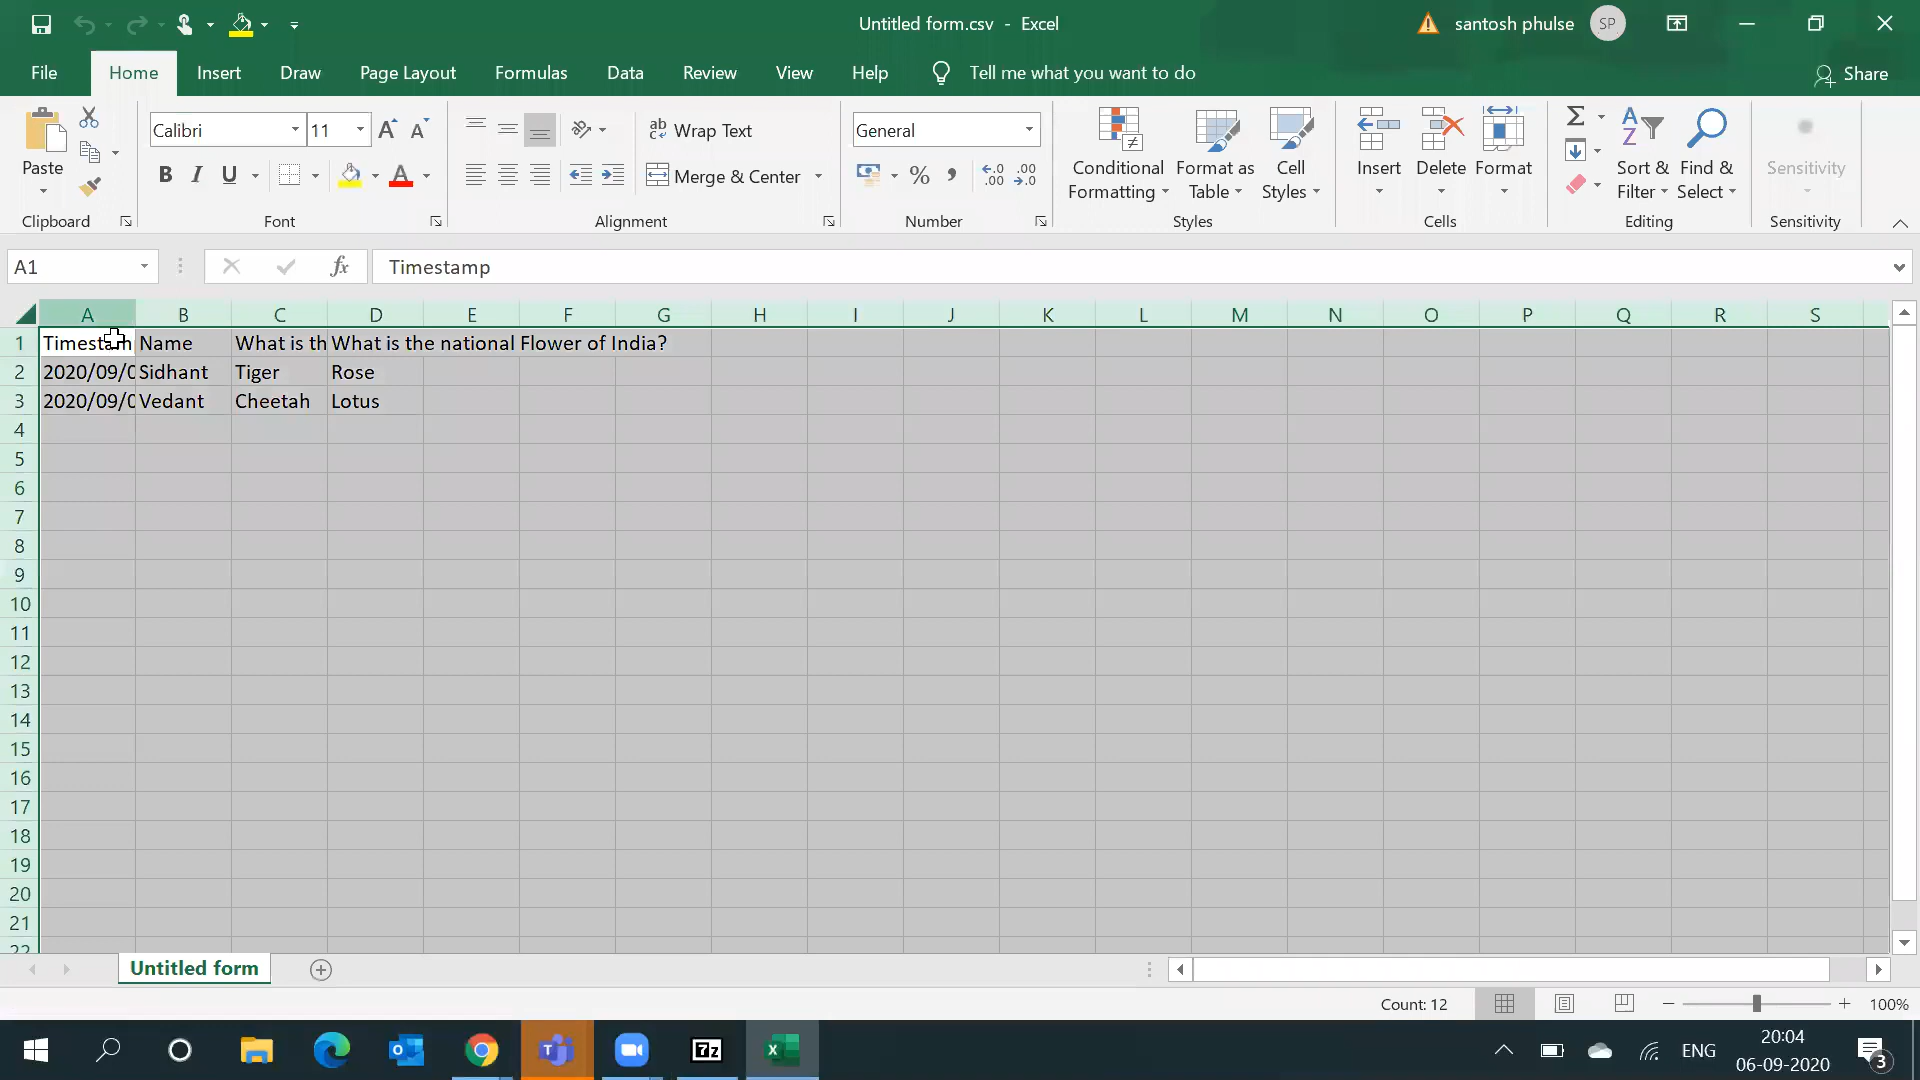 Untitled form.csv - Excel
santosh phulse
SP
File Home Insert Draw Page Layout Formulas Data Review View Help Tell me what you want to do
Share
Paste
Clipboard
Calibri 11
B I U
Font
Wrap Text
Merge & Center
Alignment
General
Number
Conditional Formatting
Format as Table
Cell Styles
Styles
Insert Delete Format
Cells
Sort & Filter
Find & Select
Editing
Sensitivity
Sensitivity
A1 fx Timestamp
A B C D E F G H I J K L M N O P Q R S
1 Timestamp Name What is th What is the national Flower of India?
2 2020/09/0 Sidhant Tiger Rose
3 2020/09/0 Vedant Cheetah Lotus
4
5
6
7
8
9
10
11
12
13
14
15
16
17
18
19
20
21
22
Untitled form
Count: 12
100%
7z
ENG
20:04
06-09-2020
3